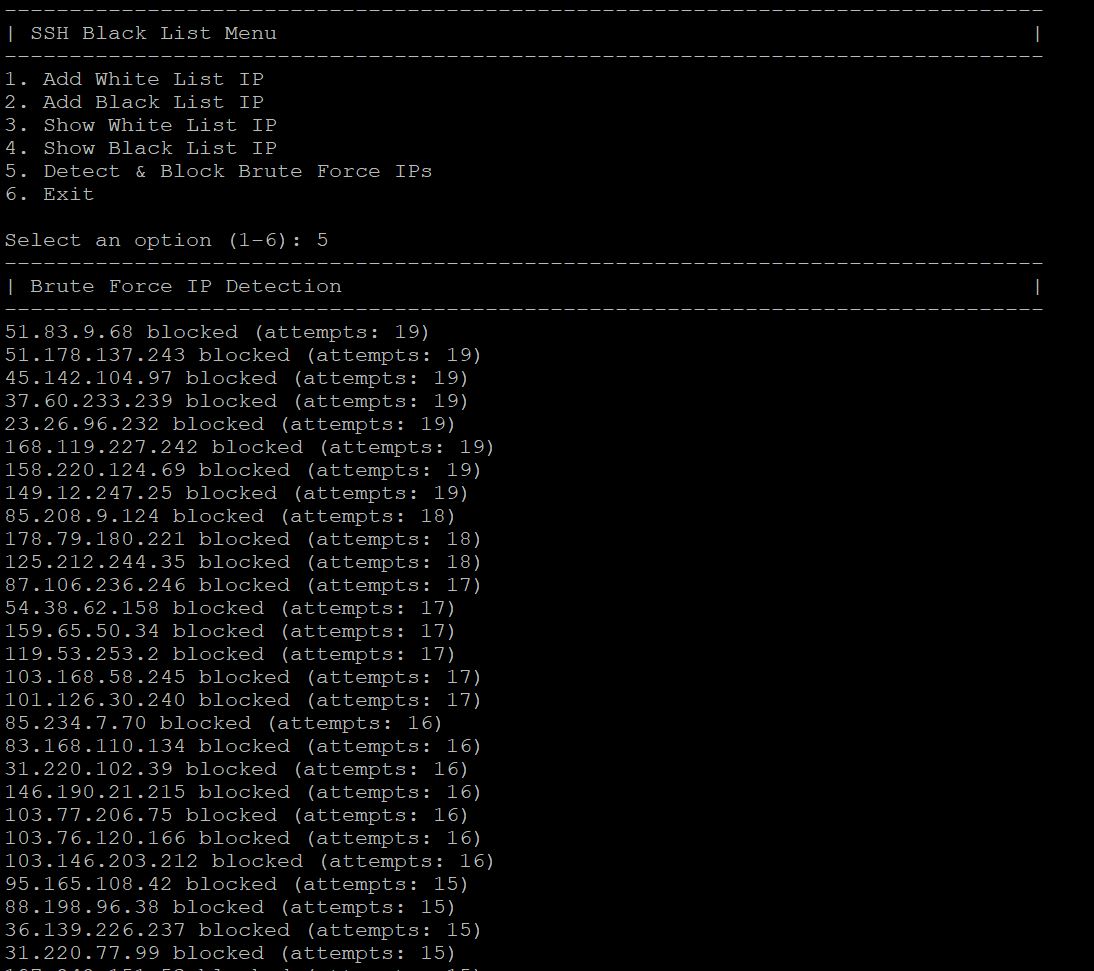 | SSH Black List Menu |
1. Add White List IP
2. Add Black List IP
3. Show White List IP
4. Show Black List IP
5. Detect & Block Brute Force IPs
6. Exit
Select an option (1-6): 5
| Brute Force IP Detection |
51.83.9.68 blocked (attempts: 19)
51.178.137.243 blocked (attempts: 19)
45.142.104.97 blocked (attempts: 19)
37.60.233.239 blocked (attempts: 19)
23.26.96.232 blocked (attempts: 19)
168.119.227.242 blocked (attempts: 19)
158.220.124.69 blocked (attempts: 19)
149.12.247.25 blocked (attempts: 19)
85.208.9.124 blocked (attempts: 18)
178.79.180.221 blocked (attempts: 18)
125.212.244.35 blocked (attempts: 18)
87.106.236.246 blocked (attempts: 17)
54.38.62.158 blocked (attempts: 17)
159.65.50.34 blocked (attempts: 17)
119.53.253.2 blocked (attempts: 17)
103.168.58.245 blocked (attempts: 17)
101.126.30.240 blocked (attempts: 17)
85.234.7.70 blocked (attempts: 16)
83.168.110.134 blocked (attempts: 16)
31.220.102.39 blocked (attempts: 16)
146.190.21.215 blocked (attempts: 16)
103.77.206.75 blocked (attempts: 16)
103.76.120.166 blocked (attempts: 16)
103.146.203.212 blocked (attempts: 16)
95.165.108.42 blocked (attempts: 15)
88.198.96.38 blocked (attempts: 15)
36.139.226.237 blocked (attempts: 15)
31.220.77.99 blocked (attempts: 15)